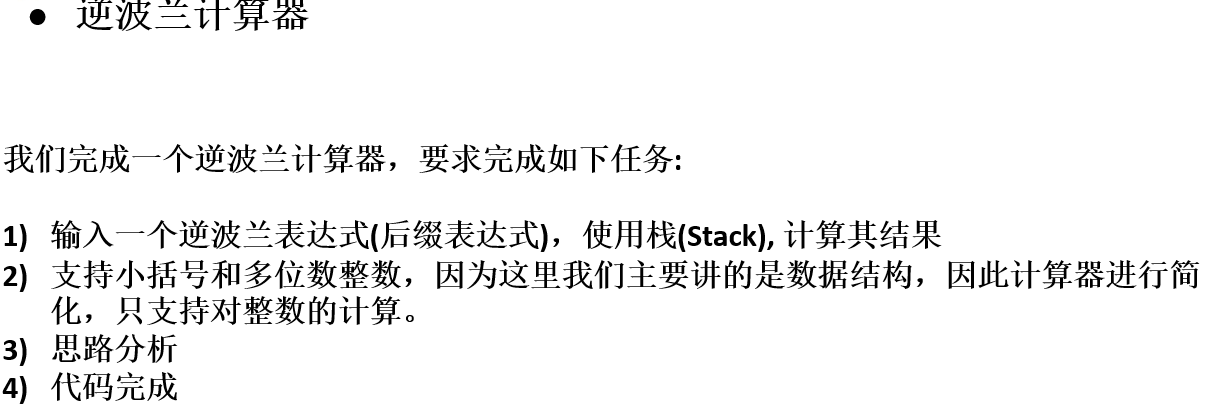 ● 逆波兰计算器
我们完成一个逆波兰计算器，要求完成如下任务:
1) 输入一个逆波兰表达式(后缀表达式)，使用栈(Stack), 计算其结果
2) 支持小括号和多位数整数，因为这里我们主要讲的是数据结构，因此计算器进行简
化，只支持对整数的计算。
3) 思路分析
4) 代码完成